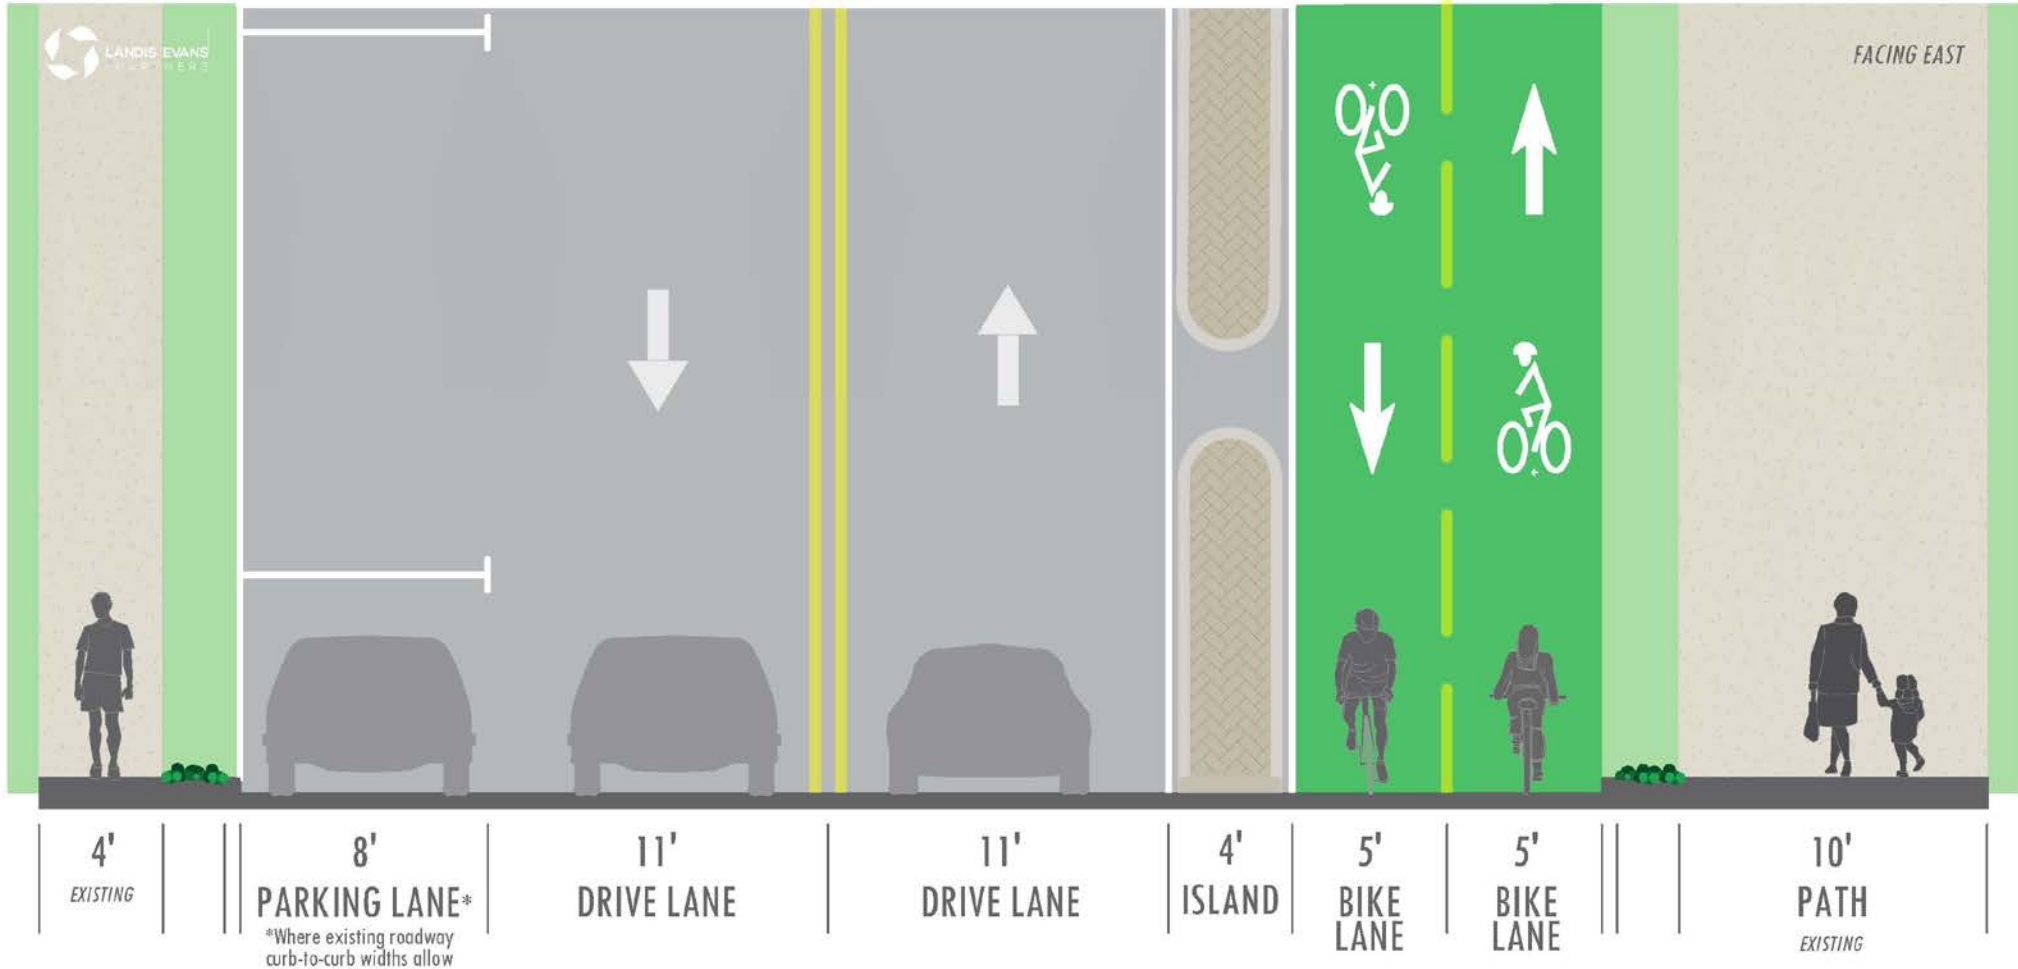 LANDIS EVANS
+ PARTNERS
FACING EAST
4'
EXISTING
8'
PARKING LANE*
*Where existing roadway
curb-to-curb widths allow
11'
DRIVE LANE
11'
DRIVE LANE
4'
ISLAND
5'
BIKE
LANE
5'
BIKE
LANE
10'
PATH
EXISTING